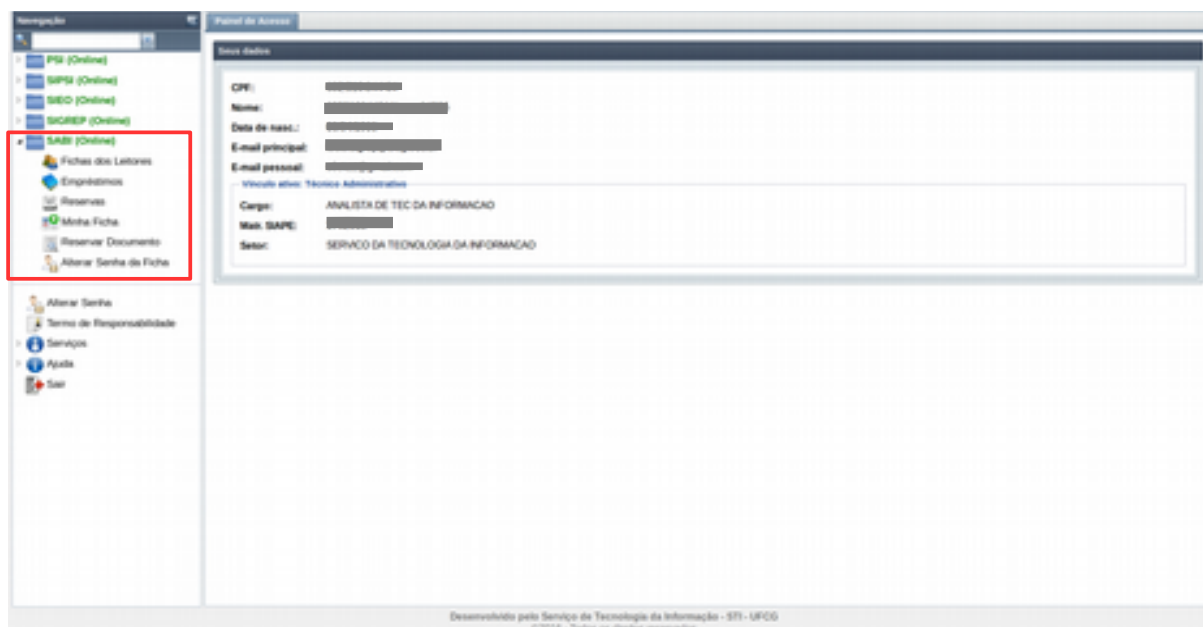 Navegação
Painel de Acesso
PSI (Online)
SIPSI (Online)
SIEO (Online)
SIGREP (Online)
SABI (Online)
Fichas dos Leitores
Empréstimos
Reservas
Minha Ficha
Reservar Documento
Alterar Senha da Ficha
Alterar Senha
Termo de Responsabilidade
Serviços
Ajuda
Sair
Seus dados
CPF:
Nome:
Data de nasc.:
E-mail principal:
E-mail pessoal:
Vínculo ativo: Técnico Administrativo
Cargo: ANALISTA DE TEC DA INFORMACAO
Matr. SIAPE:
Setor: SERVICO DA TECNOLOGIA DA INFORMACAO
Desenvolvido pelo Serviço de Tecnologia da Informação - STI - UFCG